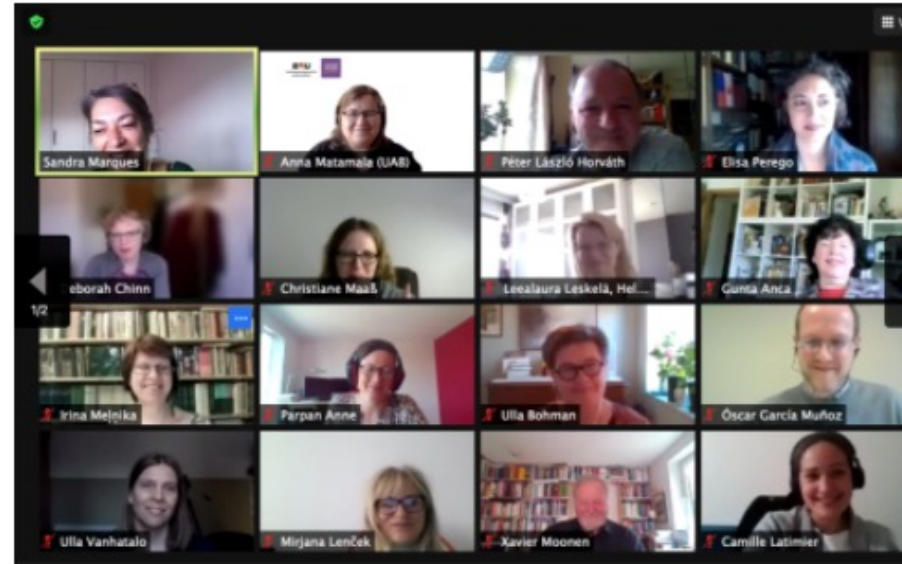 Sandra Marques
Anna Matamala (UAB)
Péter László Horváth
Elisa Perego
Deborah Chinn
Christiane Maaß
Leealaura Leskelä, Hel...
Gunta Anca
1/2
Irina Meļņika
Parpan Anne
Ulla Bohman
Óscar García Muñoz
Ulla Vanhatalo
Mirjana Lenček
Xavier Moonen
Camille Latimier